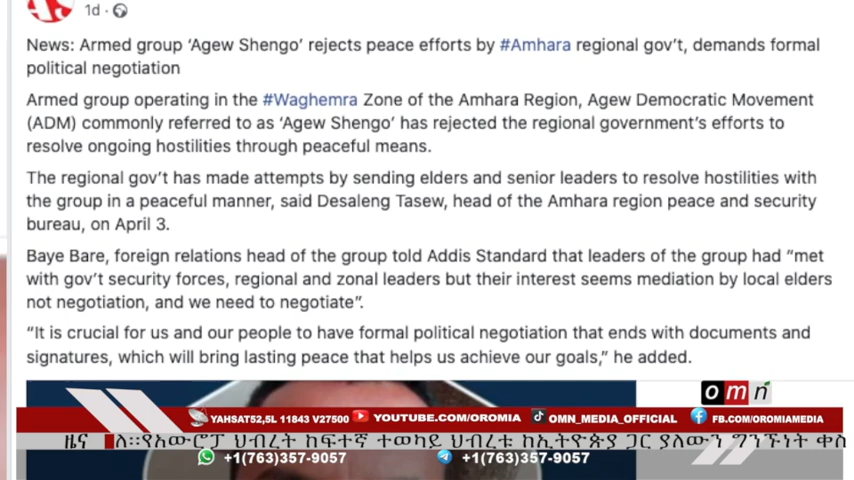 1d ·
News: Armed group ‘Agew Shengo’ rejects peace efforts by #Amhara regional gov’t, demands formal
political negotiation
Armed group operating in the #Waghemra Zone of the Amhara Region, Agew Democratic Movement
(ADM) commonly referred to as ‘Agew Shengo’ has rejected the regional government’s efforts to
resolve ongoing hostilities through peaceful means.
The regional gov’t has made attempts by sending elders and senior leaders to resolve hostilities with
the group in a peaceful manner, said Desaleng Tasew, head of the Amhara region peace and security
bureau, on April 3.
Baye Bare, foreign relations head of the group told Addis Standard that leaders of the group had “met
with gov’t security forces, regional and zonal leaders but their interest seems mediation by local elders
not negotiation, and we need to negotiate”.
“It is crucial for us and our people to have formal political negotiation that ends with documents and
signatures, which will bring lasting peace that helps us achieve our goals,” he added.
omn
YAHSAT52,5L 11843 V27500 YOUTUBE.COM/OROMIA OMN_MEDIA_OFFICIAL FB.COM/OROMIAMEDIA
ዜና ለ፡፡የአውሮፓ ህብረት ከፍተኛ ተወካይ ህብረቱ ከኢትዮጵያ ጋር ያለውን ግንኙነት ቀስ
+1(763)357-9057 +1(763)357-9057